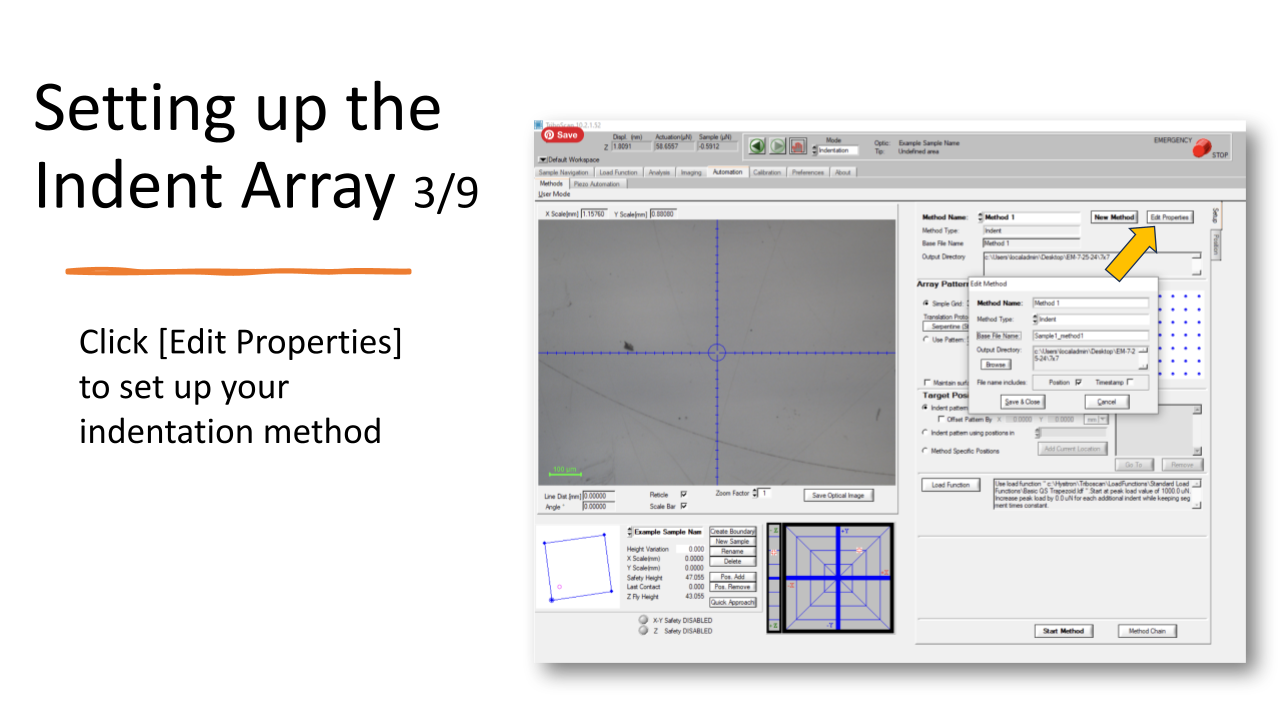 Setting up the
Indent Array 3/9
Click [Edit Properties]
to set up your
indentation method
TriboScan 10.2.1.52
Save
Displ. (nm) Actuation(µN) Sample (µN)
Z 1.8091 58.6557 -0.5912
Mode
Indentation
Optic: Example Sample Name
Tip: Undefined area
EMERGENCY
STOP
Default Workspace
Sample Navigation Load Function Analysis Imaging Automation Calibration Preferences About
Methods Piezo Automation
User Mode
X Scale(mm) 1.15760 Y Scale(mm) 0.88080
100 µm
Line Dist (mm) 0.00000
Angle ° 0.00000
Reticle
Scale Bar
Zoom Factor 1
Save Optical Image
Example Sample Nam
Height Variation 0.000
X Scale(mm) 0.0000
Y Scale(mm) 0.0000
Safety Height 47.055
Last Contact 0.000
Z Fly Height 43.055
Create Boundary
New Sample
Rename
Delete
Pos. Add
Pos. Remove
Quick Approach
X-Y Safety DISABLED
Z Safety DISABLED
-Z
+Z
+Y
-Y
Method Name: Method 1
New Method
Edit Properties
Setup
Position
Method Type: Indent
Base File Name Method 1
Output Directory c:\Users\localadmin\Desktop\EM-7-25-24\7x7
Array Pattern
Simple Grid:
Translation Proto
Serpentine (St
Use Pattern:
Maintain surf
Edit Method
Method Name: Method 1
Method Type: Indent
Base File Name: Sample1_method1
Output Directory: c:\Users\localadmin\Desktop\EM-7-2
5-24\7x7
Browse
File name includes: Position Timestamp
Save & Close
Cancel
Target Posi
Indent pattern
Offset Pattern By X 0.0000 Y 0.0000 mm
Indent pattern using positions in
Method Specific Positions
Add Current Location
Go To
Remove
Load Function
Use load function " c:\Hysitron\Triboscan\LoadFunctions\Standard Load
Functions\Basic QS Trapezoid.ldf ". Start at peak load value of 1000.0 uN.
Increase peak load by 0.0 uN for each additional indent while keeping seg
ment times constant.
Start Method
Method Chain